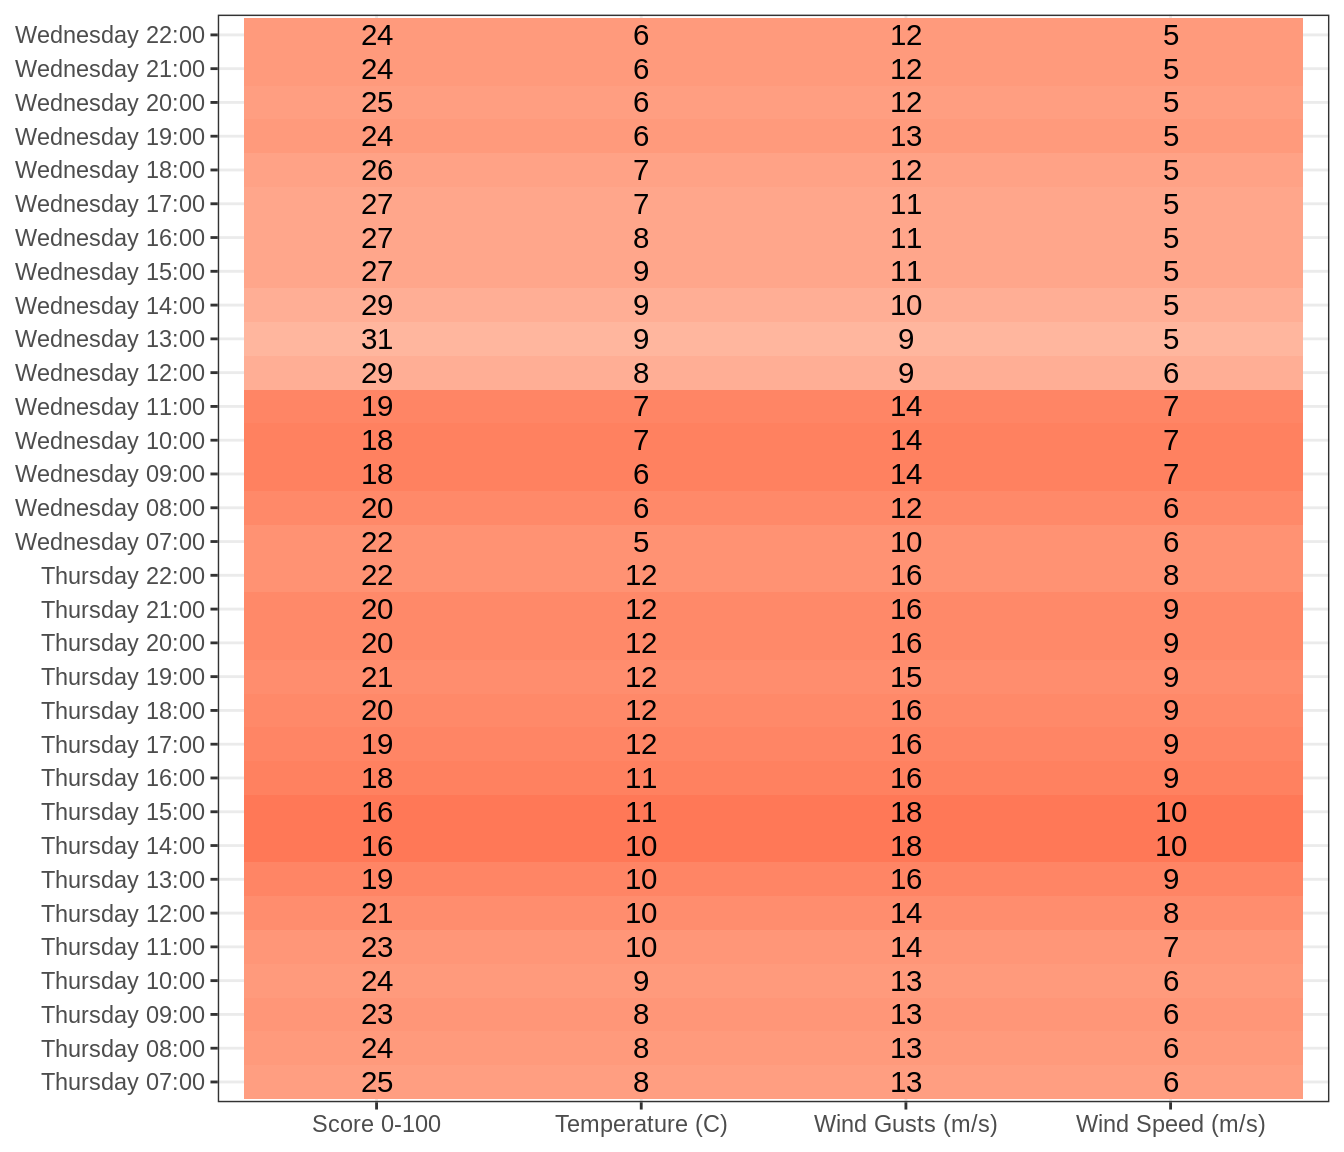 Wednesday 22:00 24 6 12 5
Wednesday 21:00 24 6 12 5
Wednesday 20:00 25 6 12 5
Wednesday 19:00 24 6 13 5
Wednesday 18:00 26 7 12 5
Wednesday 17:00 27 7 11 5
Wednesday 16:00 27 8 11 5
Wednesday 15:00 27 9 11 5
Wednesday 14:00 29 9 10 5
Wednesday 13:00 31 9 9 5
Wednesday 12:00 29 8 9 6
Wednesday 11:00 19 7 14 7
Wednesday 10:00 18 7 14 7
Wednesday 09:00 18 6 14 7
Wednesday 08:00 20 6 12 6
Wednesday 07:00 22 5 10 6
Thursday 22:00 22 12 16 8
Thursday 21:00 20 12 16 9
Thursday 20:00 20 12 16 9
Thursday 19:00 21 12 15 9
Thursday 18:00 20 12 16 9
Thursday 17:00 19 12 16 9
Thursday 16:00 18 11 16 9
Thursday 15:00 16 11 18 10
Thursday 14:00 16 10 18 10
Thursday 13:00 19 10 16 9
Thursday 12:00 21 10 14 8
Thursday 11:00 23 10 14 7
Thursday 10:00 24 9 13 6
Thursday 09:00 23 8 13 6
Thursday 08:00 24 8 13 6
Thursday 07:00 25 8 13 6
Score 0-100 Temperature (C) Wind Gusts (m/s) Wind Speed (m/s)